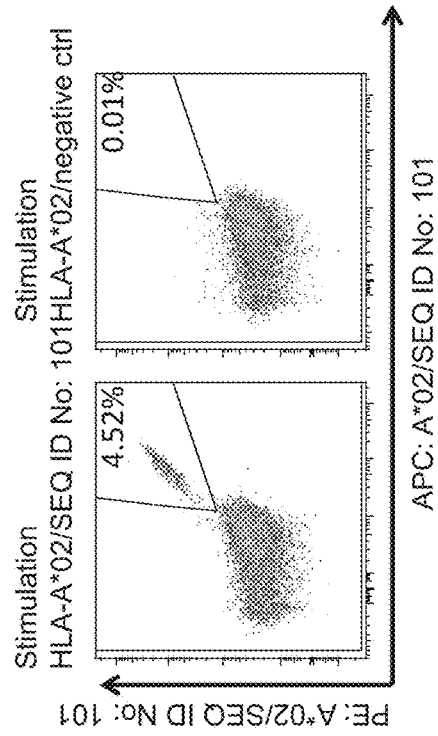 Stimulation
HLA-A*02/SEQ ID No: 101
Stimulation
HLA-A*02/negative ctrl
4.52%
0.01%
PE: A*02/SEQ ID No: 101
APC: A*02/SEQ ID No: 101